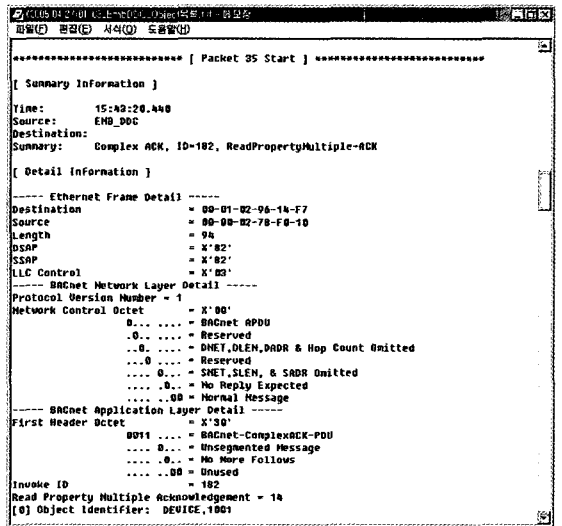 파일(F) 편집(E) 서식(O) 도움말(H)
*************************** [ Packet 35 Start ] ***************************
[ Summary Information ]
Time: 15:43:20.440
Source: EMB_DDC
Destination:
Summary: Complex ACK, ID=182, ReadPropertyMultiple-ACK
[ Detail Information ]
----- Ethernet Frame Detail -----
Destination = 00-01-02-96-14-F7
Source =
Length = 94
DSAP = X'82'
SSAP = X'82'
LLC Control = X'03'
----- BACnet Network Layer Detail -----
Protocol Version Number = 1
Network Control Octet = X'00'
0... .... = BACnet APDU
.0.. .... = Reserved
..0. .... = DNET,DLEN,DADR & Hop Count Omitted
...0 .... = Reserved
.... 0... = SNET,SLEN, & SADR Omitted
.... .0.. = No Reply Expected
.... ..00 = Normal Message
----- BACnet Application Layer Detail -----
First Header Octet = X'30'
0011 .... = BACnet-ComplexACK-PDU
.... 0... = Unsegmented Message
.... .0.. = No More Follows
.... ..00 = Unused
Invoke ID = 182
Read Property Multiple Acknowledgement = 14
[0] Object Identifier: DEVICE,1001